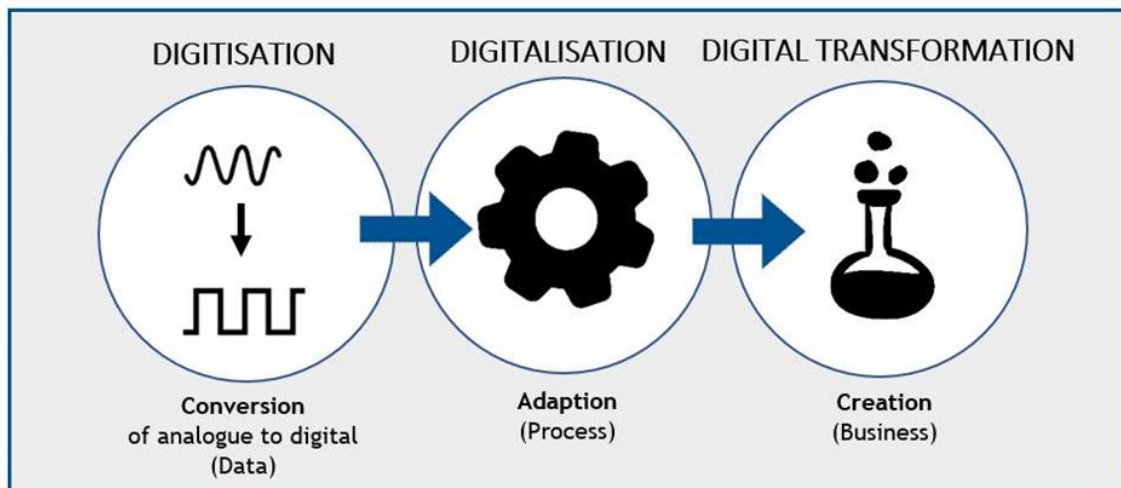 DIGITISATION
DIGITALISATION
DIGITAL TRANSFORMATION
Conversion
of analogue to digital
(Data)
Adaption
(Process)
Creation
(Business)